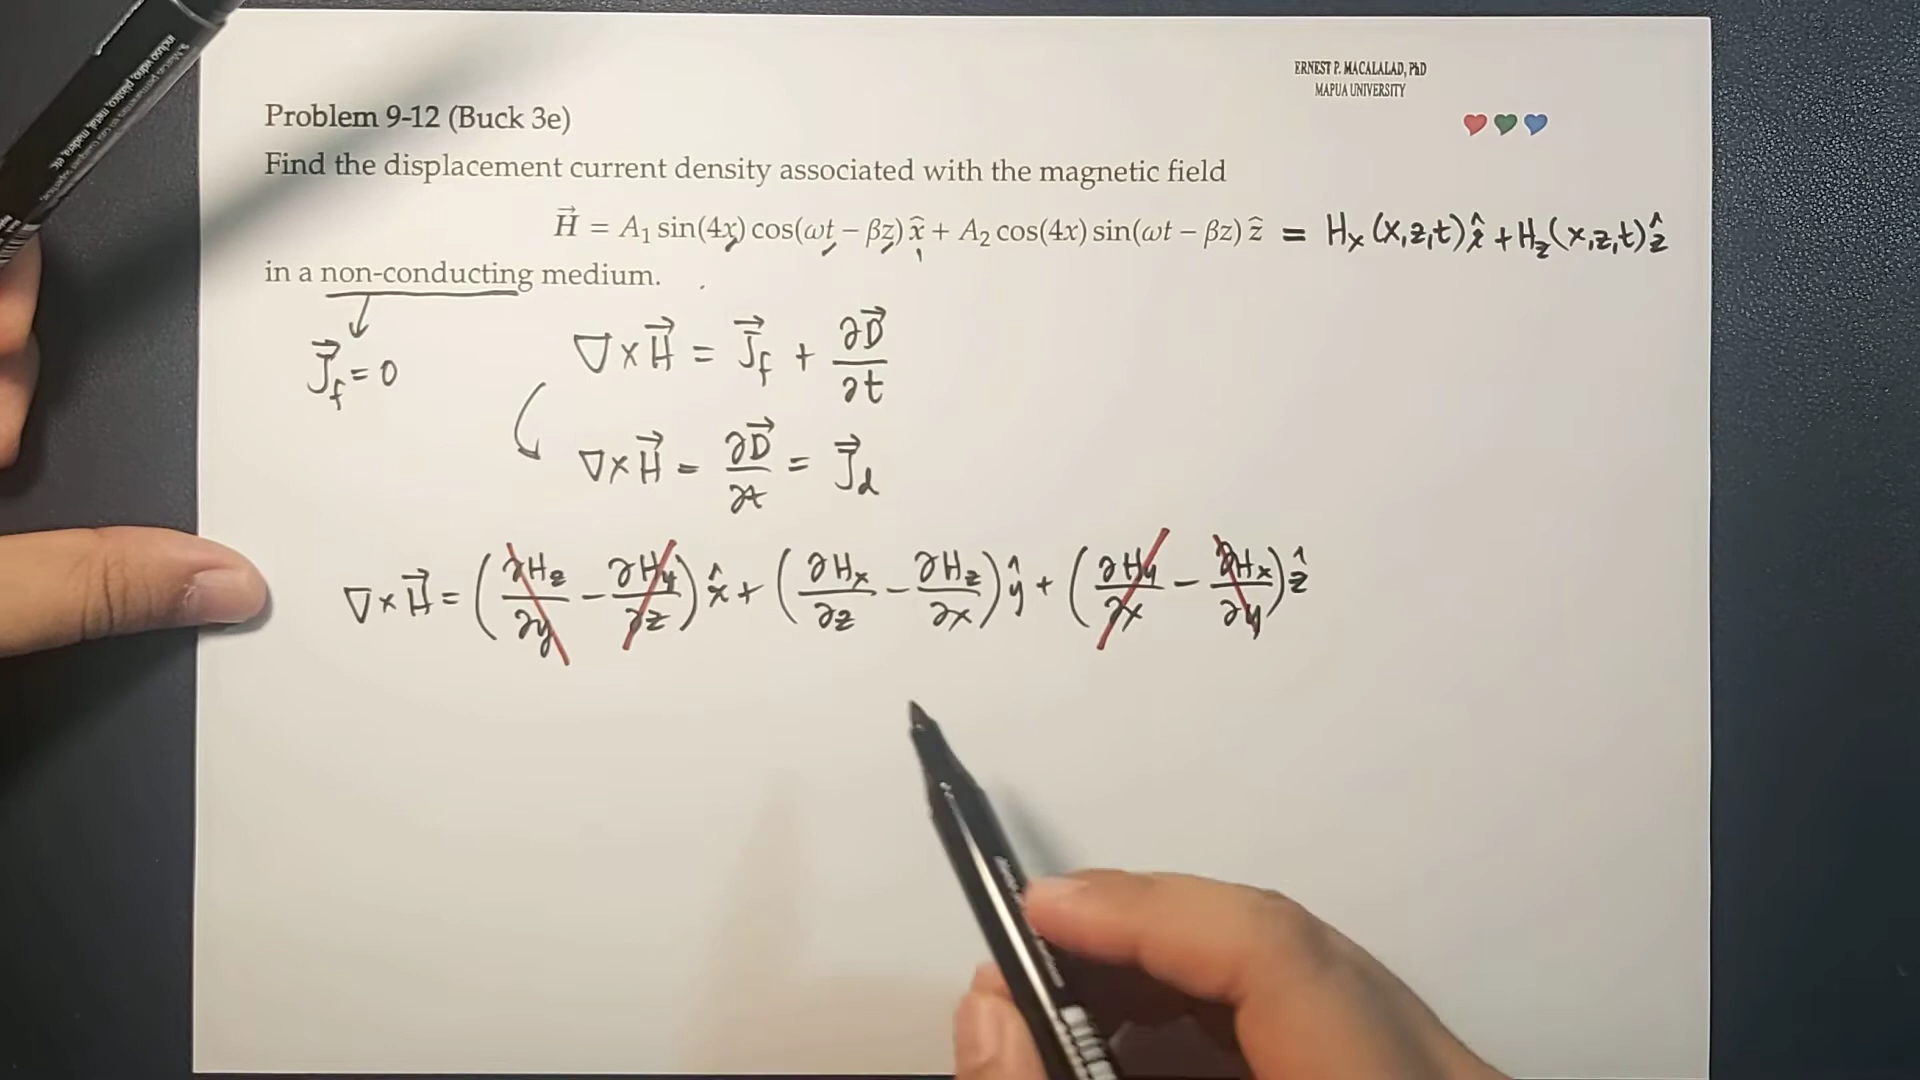 ERNEST P. MACALALAD, PhD
MAPUA UNIVERSITY
Problem 9-12 (Buck 3e)
Find the displacement current density associated with the magnetic field
H⃗ = A₁ sin(4x) cos(ωt − βz) x̂ + A₂ cos(4x) sin(ωt − βz) ẑ = Hₓ(x,z,t)x̂ + H_z(x,z,t)ẑ
in a non-conducting medium.
J⃗_f = 0
∇×H⃗ = J⃗_f + ∂D⃗/∂t
∇×H⃗ = ∂D⃗/∂t = J⃗_d
∇×H⃗ = (∂H_z/∂y − ∂H_y/∂z)x̂ + (∂Hₓ/∂z − ∂H_z/∂x)ŷ + (∂H_y/∂x − ∂Hₓ/∂y)ẑ